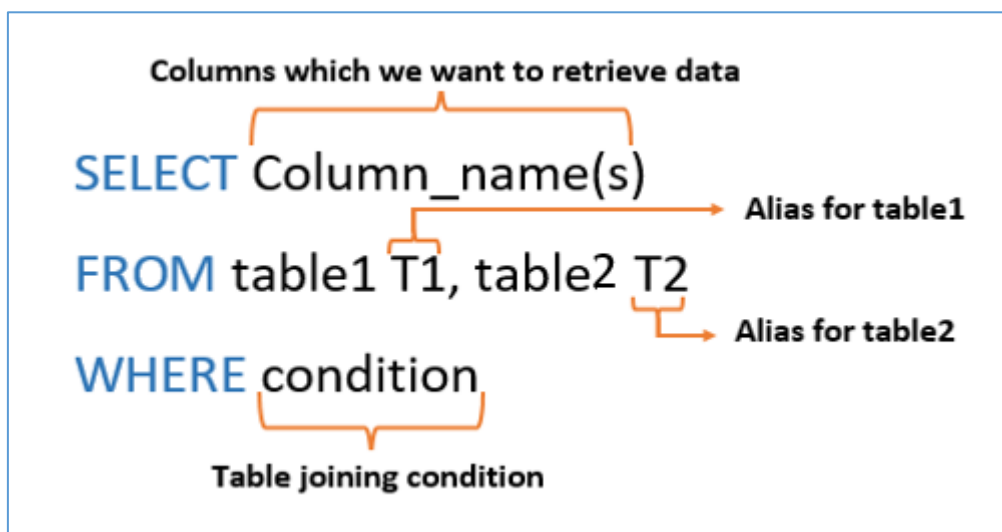 Columns which we want to retrieve data
SELECT Column_name(s)
Alias for table1
FROM table1 T1, table2 T2
Alias for table2
WHERE condition
Table joining condition